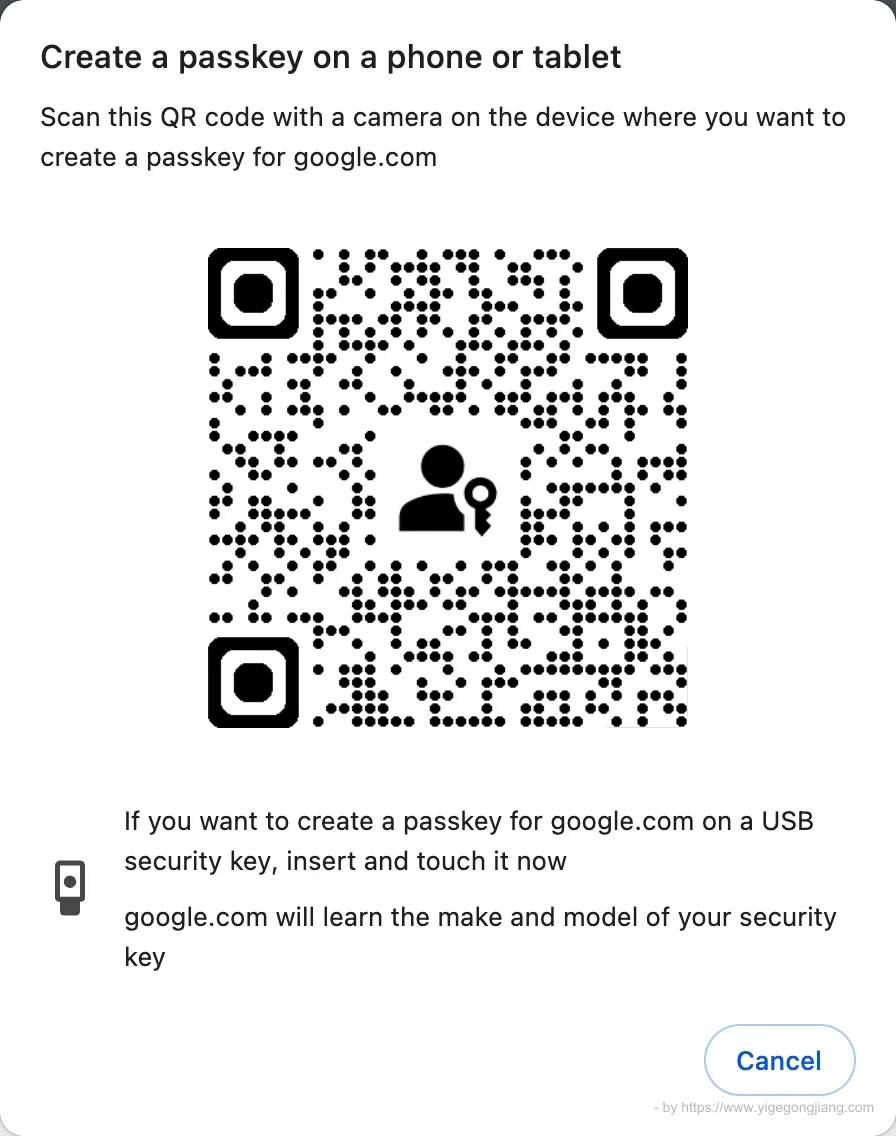 Create a passkey on a phone or tablet
Scan this QR code with a camera on the device where you want to
create a passkey for google.com
If you want to create a passkey for google.com on a USB
security key, insert and touch it now
google.com will learn the make and model of your security
key
Cancel
- by https://www.yigegongjiang.com